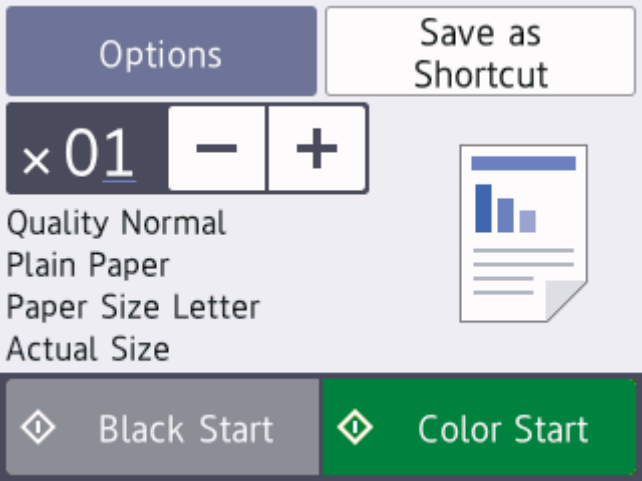 Options
Save as
Shortcut
×01
Quality Normal
Plain Paper
Paper Size Letter
Actual Size
Black Start
Color Start